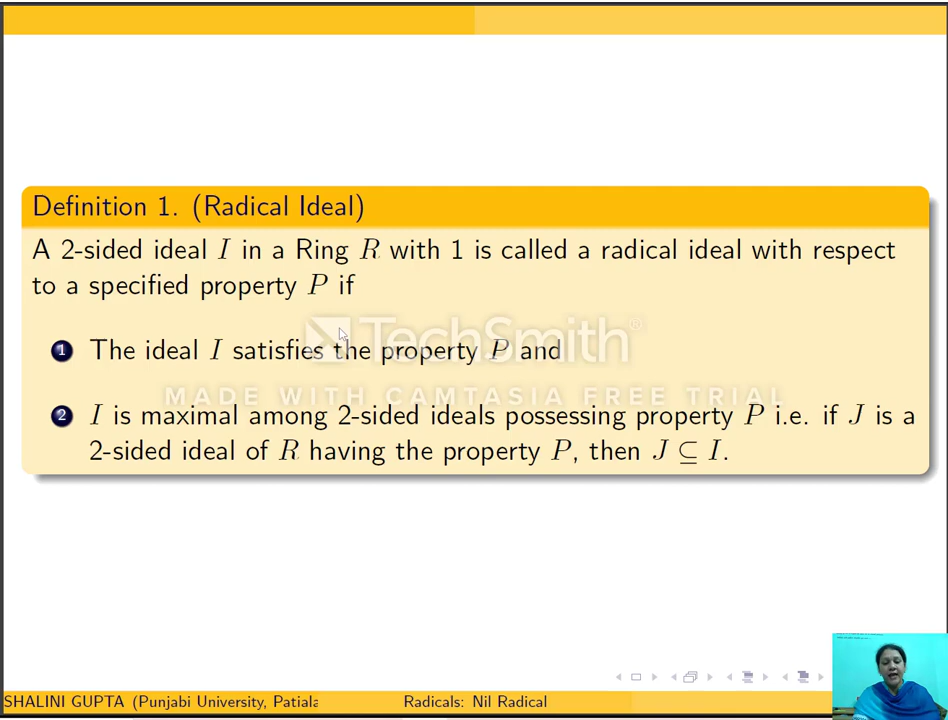 Definition 1. (Radical Ideal)
A 2-sided ideal I in a Ring R with 1 is called a radical ideal with respect
to a specified property P if
TechSmith®
1 The ideal I satisfies the property P and
MADE WITH CAMTASIA FREE TRIAL
2 I is maximal among 2-sided ideals possessing property P i.e. if J is a
2-sided ideal of R having the property P, then J ⊆ I.
SHALINI GUPTA (Punjabi University, Patiala
Radicals: Nil Radical